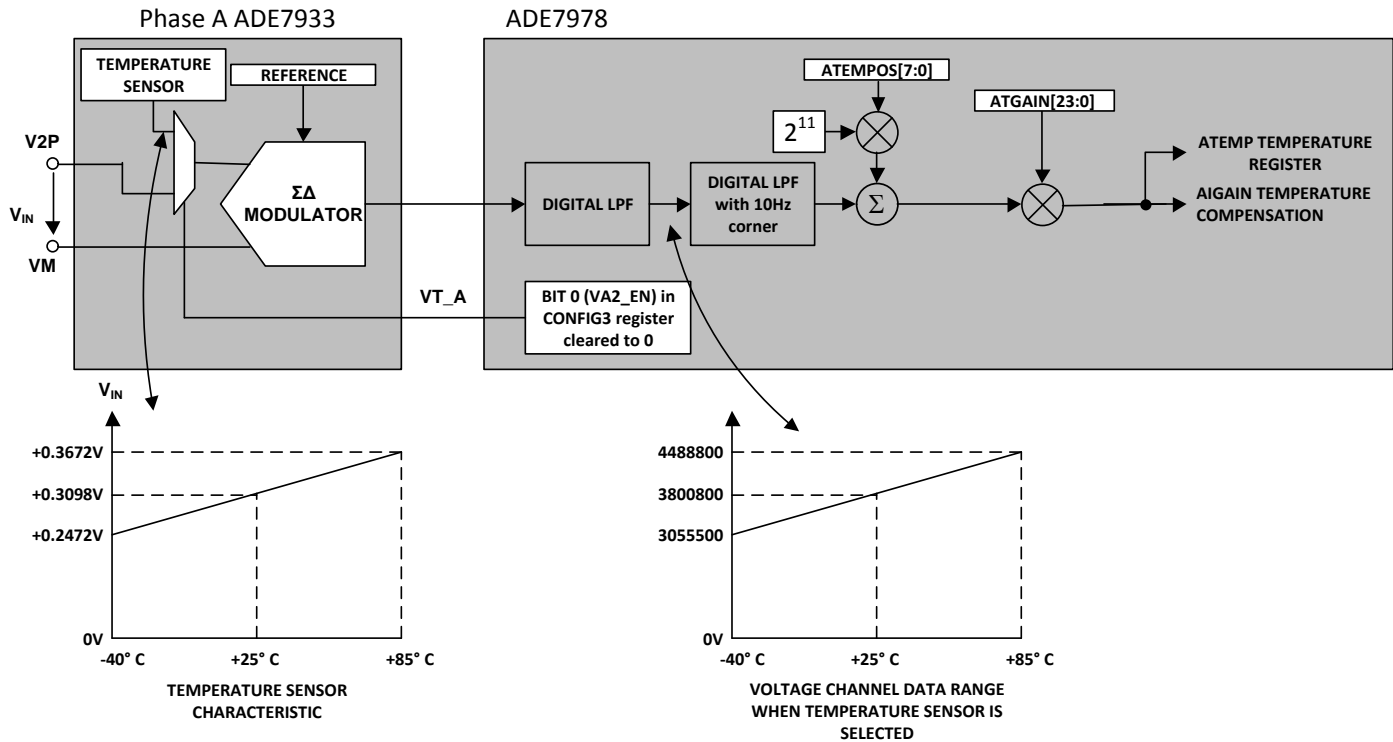 Phase A ADE7933
ADE7978
TEMPERATURE
SENSOR
REFERENCE
V2P
V_IN
VM
ΣΔ
MODULATOR
VT_A
DIGITAL LPF
DIGITAL LPF
with 10Hz
corner
2^11
ATEMPOS[7:0]
Σ
ATGAIN[23:0]
ATEMP TEMPERATURE
REGISTER
AIGAIN TEMPERATURE
COMPENSATION
BIT 0 (VA2_EN) in
CONFIG3 register
cleared to 0
V_IN
+0.3672V
+0.3098V
+0.2472V
0V
-40° C
+25° C
+85° C
TEMPERATURE SENSOR
CHARACTERISTIC
4488800
3800800
3055500
0V
-40° C
+25° C
+85° C
VOLTAGE CHANNEL DATA RANGE
WHEN TEMPERATURE SENSOR IS
SELECTED